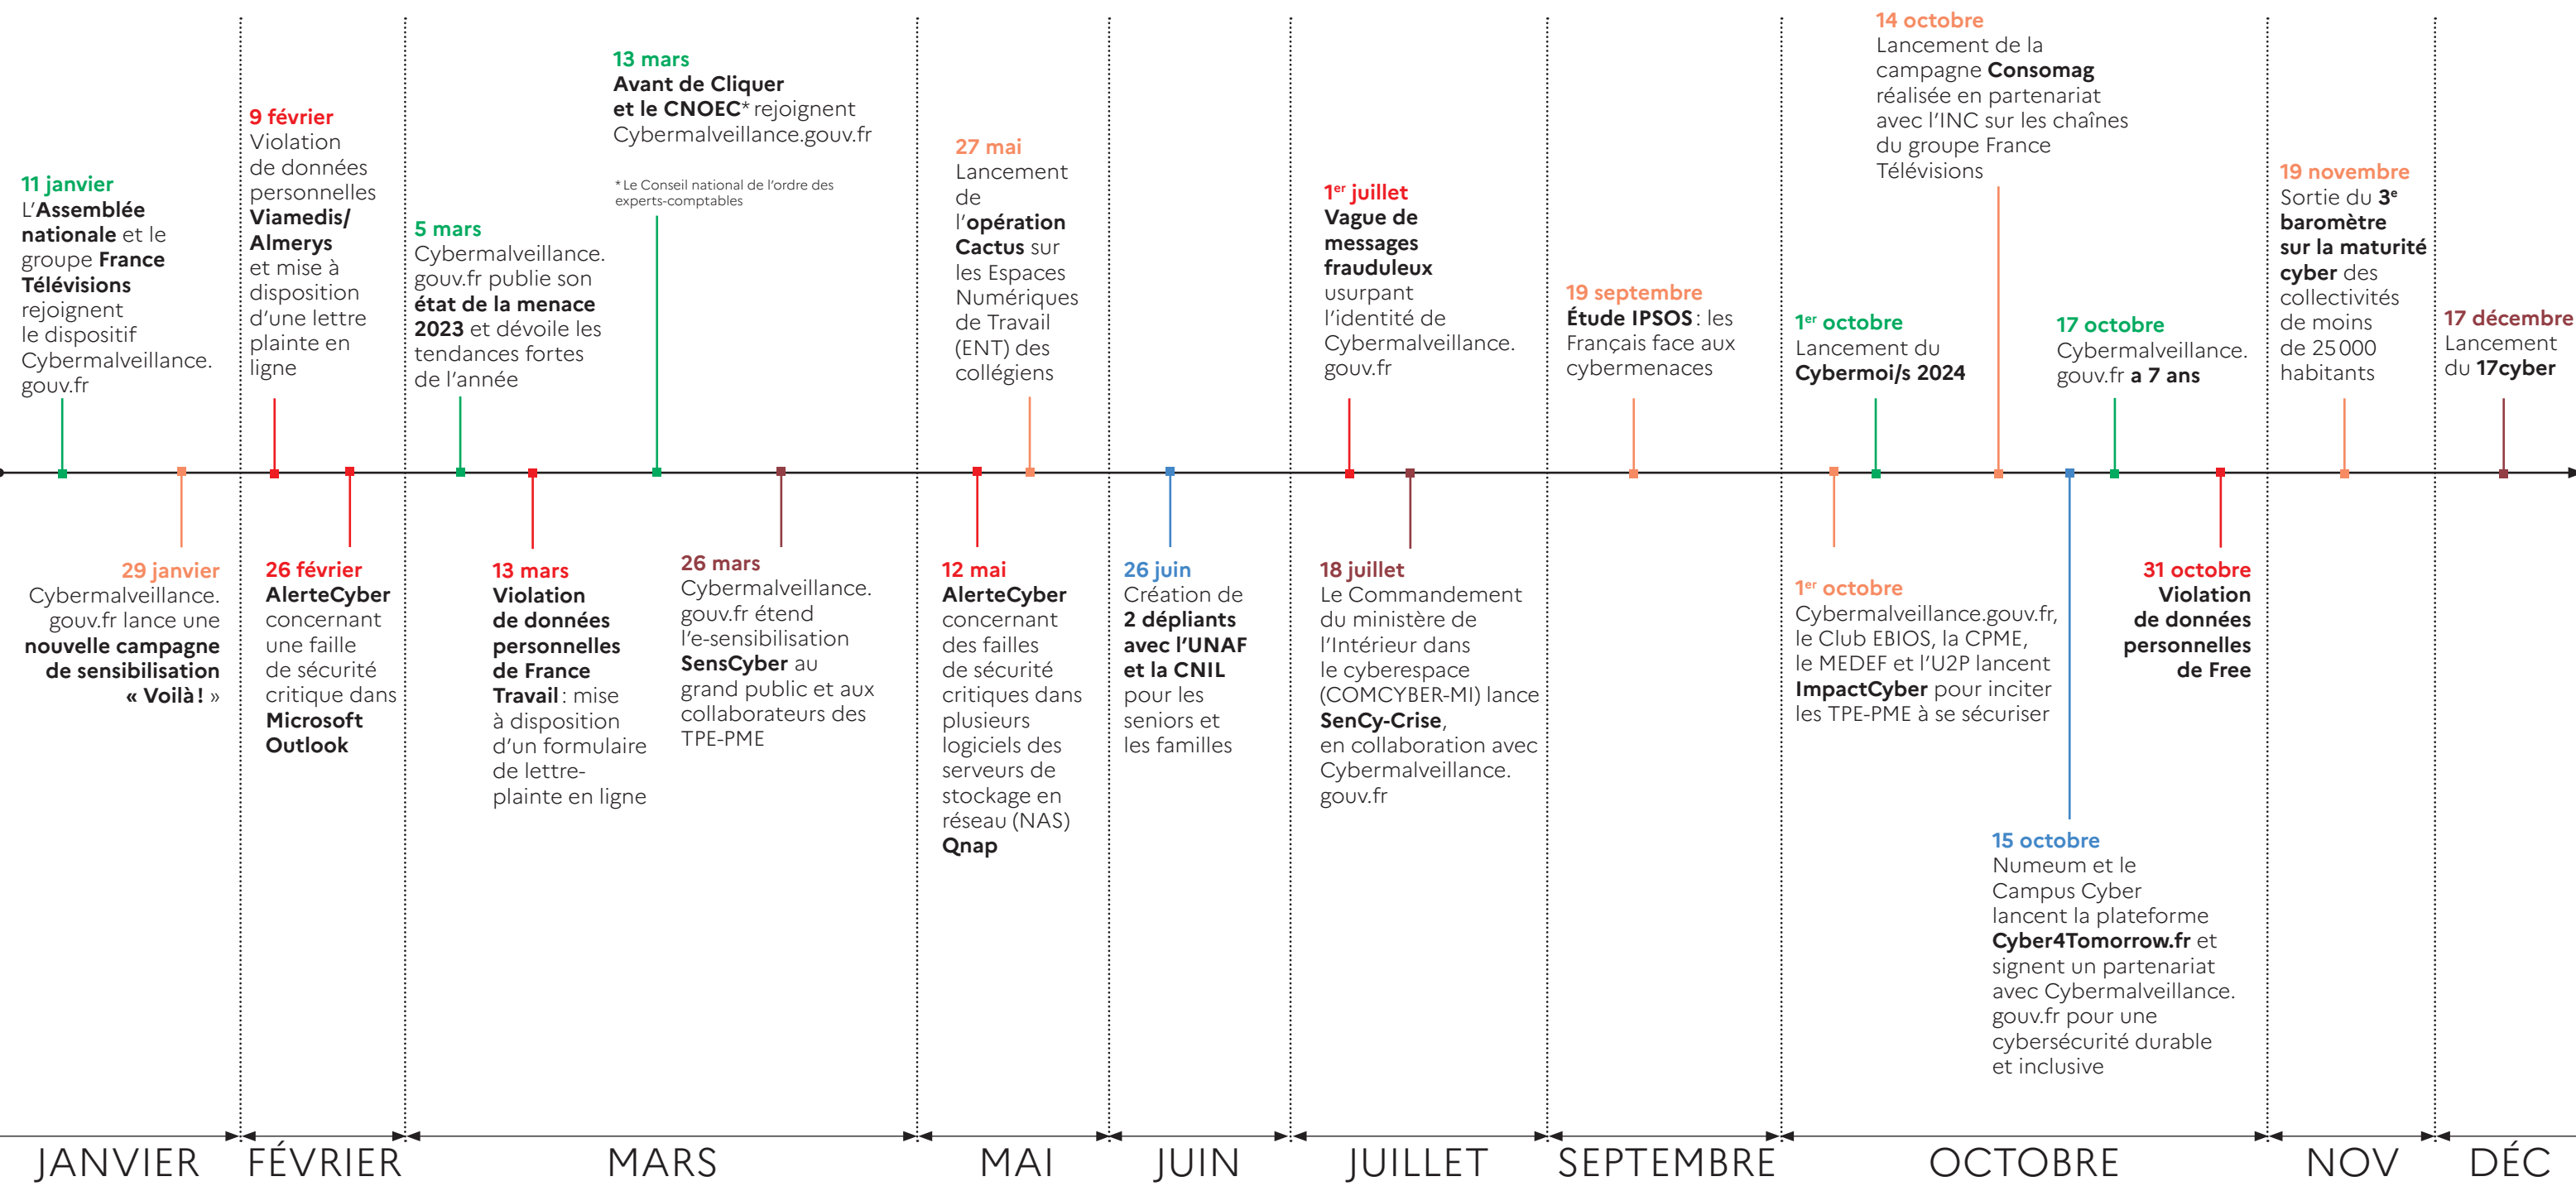 11 janvier
L'Assemblée
nationale et le
groupe France
Télévisions
rejoignent
le dispositif
Cybermalveillance.
gouv.fr
29 janvier
Cybermalveillance.
gouv.fr lance une
nouvelle campagne
de sensibilisation
« Voilà ! »
9 février
Violation
de données
personnelles
Viamedis/
Almerys
et mise à
disposition
d'une lettre
plainte en
ligne
26 février
AlerteCyber
concernant
une faille
de sécurité
critique dans
Microsoft
Outlook
5 mars
Cybermalveillance.
gouv.fr publie son
état de la menace
2023 et dévoile les
tendances fortes
de l'année
13 mars
Violation
de données
personnelles
de France
Travail : mise
à disposition
d'un formulaire
de lettre-
plainte en ligne
13 mars
Avant de Cliquer
et le CNOEC* rejoignent
Cybermalveillance.gouv.fr
* Le Conseil national de l'ordre des
experts-comptables
26 mars
Cybermalveillance.
gouv.fr étend
l'e-sensibilisation
SensCyber au
grand public et aux
collaborateurs des
TPE-PME
12 mai
AlerteCyber
concernant
des failles
de sécurité
critiques dans
plusieurs
logiciels des
serveurs de
stockage en
réseau (NAS)
Qnap
27 mai
Lancement
de
l'opération
Cactus sur
les Espaces
Numériques
de Travail
(ENT) des
collégiens
26 juin
Création de
2 dépliants
avec l'UNAF
et la CNIL
pour les
seniors et
les familles
1er juillet
Vague de
messages
frauduleux
usurpant
l'identité de
Cybermalveillance.
gouv.fr
18 juillet
Le Commandement
du ministère de
l'Intérieur dans
le cyberespace
(COMCYBER-MI) lance
SenCy-Crise,
en collaboration avec
Cybermalveillance.
gouv.fr
19 septembre
Étude IPSOS : les
Français face aux
cybermenaces
1er octobre
Cybermalveillance.gouv.fr,
le Club EBIOS, la CPME,
le MEDEF et l'U2P lancent
ImpactCyber pour inciter
les TPE-PME à se sécuriser
1er octobre
Lancement du
Cybermoi/s 2024
14 octobre
Lancement de la
campagne Consomag
réalisée en partenariat
avec l'INC sur les chaînes
du groupe France
Télévisions
15 octobre
Numeum et le
Campus Cyber
lancent la plateforme
Cyber4Tomorrow.fr et
signent un partenariat
avec Cybermalveillance.
gouv.fr pour une
cybersécurité durable
et inclusive
17 octobre
Cybermalveillance.
gouv.fr a 7 ans
31 octobre
Violation
de données
personnelles
de Free
19 novembre
Sortie du 3e
baromètre
sur la maturité
cyber des
collectivités
de moins
de 25 000
habitants
17 décembre
Lancement
du 17cyber
JANVIER
FÉVRIER
MARS
MAI
JUIN
JUILLET
SEPTEMBRE
OCTOBRE
NOV
DÉC